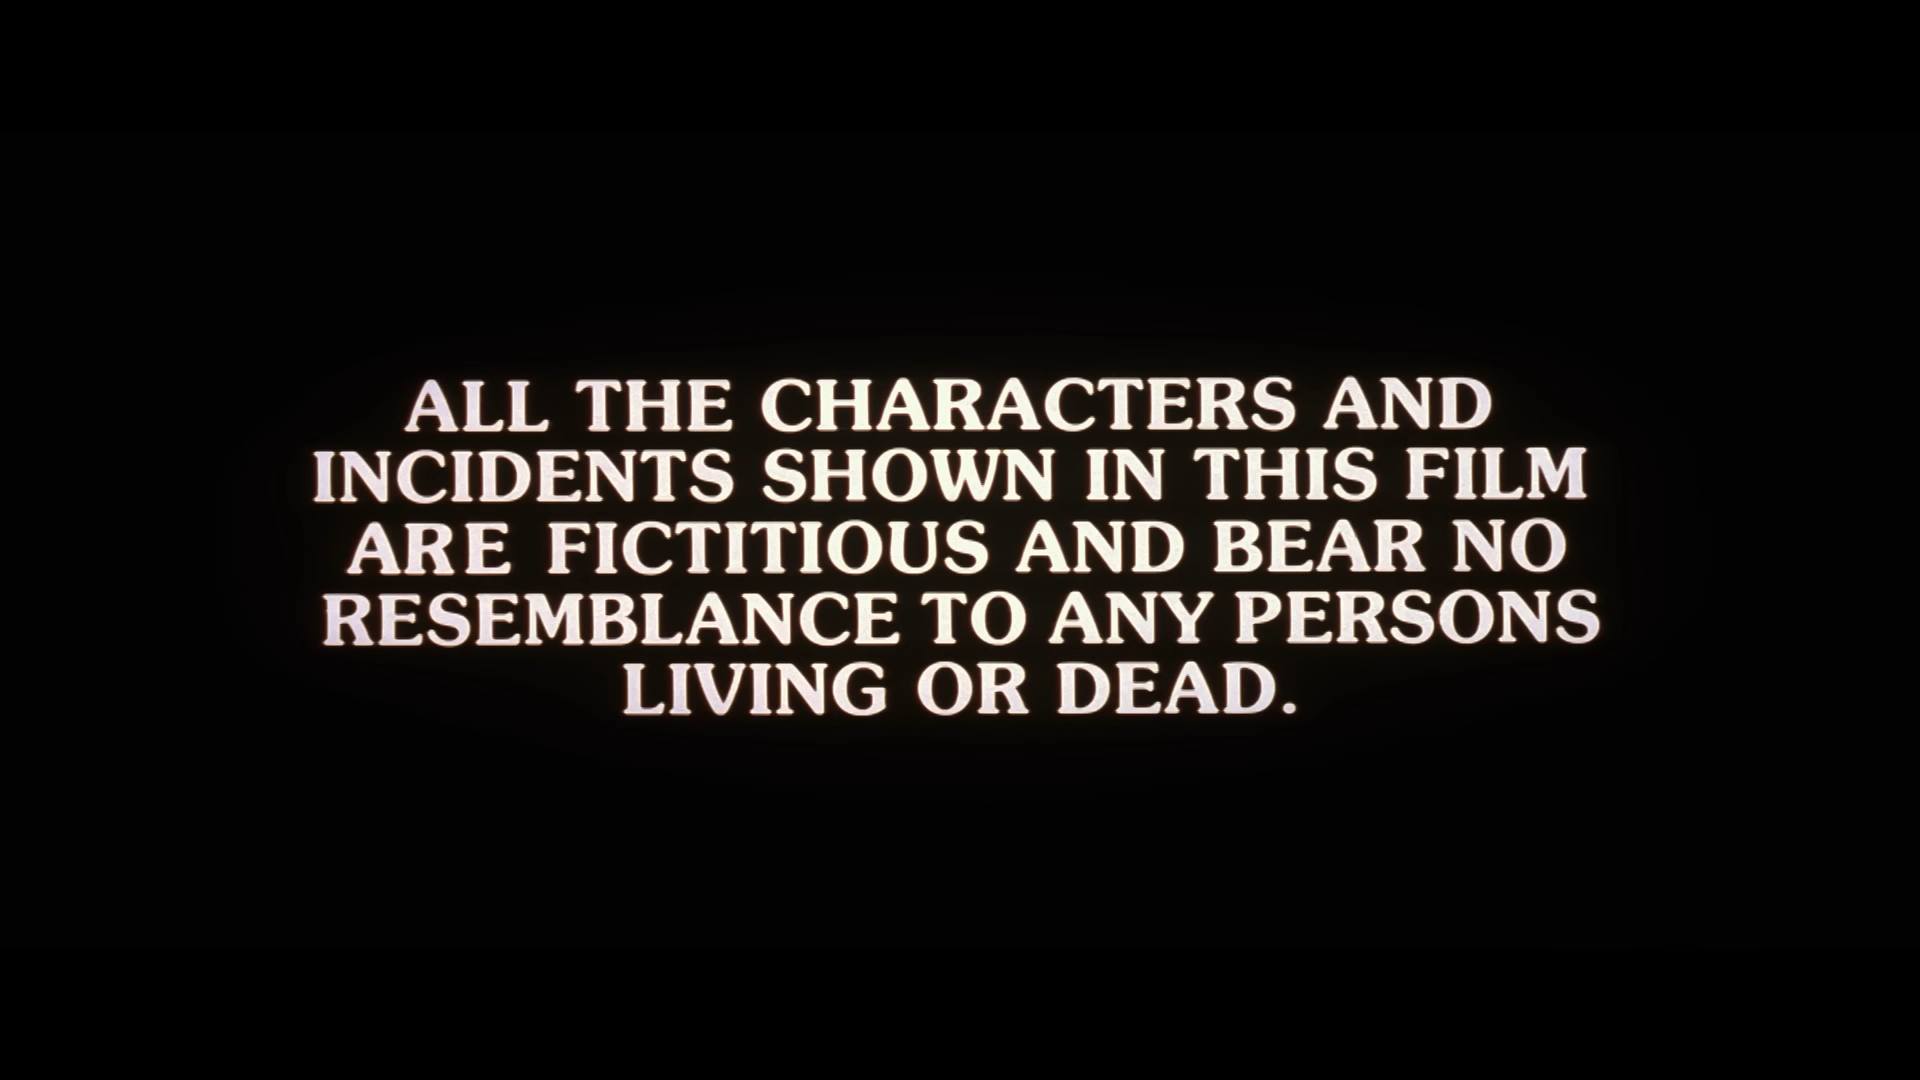 ALL THE CHARACTERS AND
INCIDENTS SHOWN IN THIS FILM
ARE FICTITIOUS AND BEAR NO
RESEMBLANCE TO ANY PERSONS
LIVING OR DEAD.